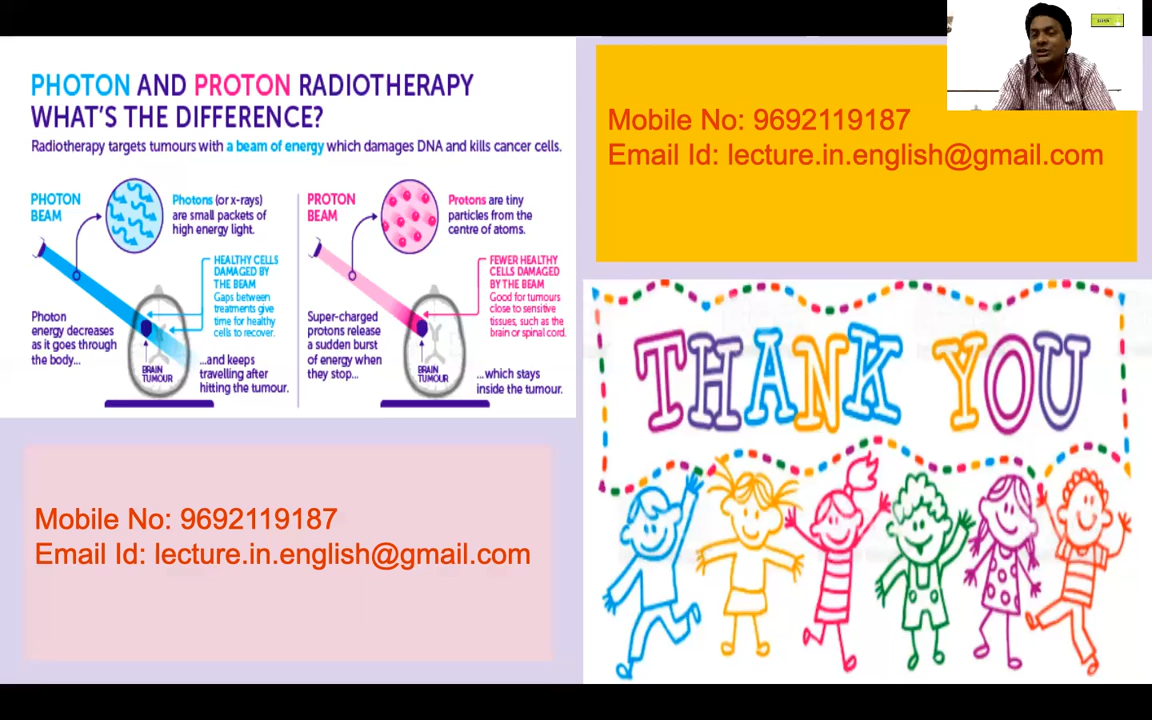 PHOTON AND PROTON RADIOTHERAPY
WHAT'S THE DIFFERENCE?
Radiotherapy targets tumours with a beam of energy which damages DNA and kills cancer cells.
PHOTON
BEAM
Photons (or x-rays)
are small packets of
high energy light.
HEALTHY CELLS
DAMAGED BY
THE BEAM
Gaps between
treatments give
time for healthy
cells to recover.
Photon
energy decreases
as it goes through
the body...
BRAIN
TUMOUR
...and keeps
travelling after
hitting the tumour.
PROTON
BEAM
Protons are tiny
particles from the
centre of atoms.
FEWER HEALTHY
CELLS DAMAGED
BY THE BEAM
Good for tumours
close to sensitive
tissues, such as the
brain or spinal cord.
Super-charged
protons release
a sudden burst
of energy when
they stop...
BRAIN
TUMOUR
...which stays
inside the tumour.
Mobile No: 9692119187
Email Id: lecture.in.english@gmail.com
Mobile No: 9692119187
Email Id: lecture.in.english@gmail.com
THANK YOU